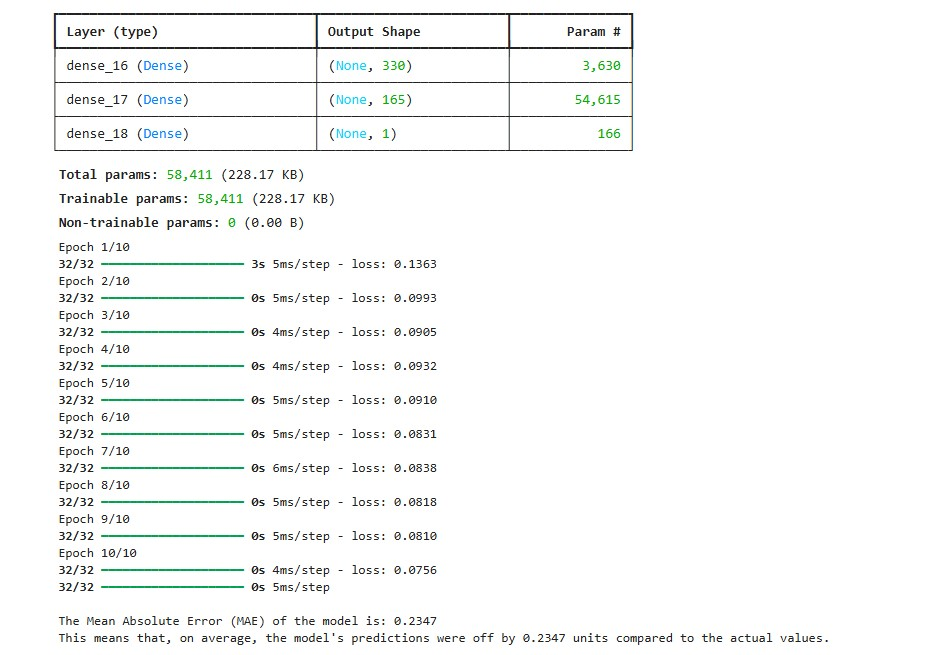 Layer (type) Output Shape Param #
dense_16 (Dense) (None, 330) 3,630
dense_17 (Dense) (None, 165) 54,615
dense_18 (Dense) (None, 1) 166
Total params: 58,411 (228.17 KB)
Trainable params: 58,411 (228.17 KB)
Non-trainable params: 0 (0.00 B)
Epoch 1/10
32/32 3s 5ms/step - loss: 0.1363
Epoch 2/10
32/32 0s 5ms/step - loss: 0.0993
Epoch 3/10
32/32 0s 4ms/step - loss: 0.0905
Epoch 4/10
32/32 0s 4ms/step - loss: 0.0932
Epoch 5/10
32/32 0s 5ms/step - loss: 0.0910
Epoch 6/10
32/32 0s 5ms/step - loss: 0.0831
Epoch 7/10
32/32 0s 6ms/step - loss: 0.0838
Epoch 8/10
32/32 0s 5ms/step - loss: 0.0818
Epoch 9/10
32/32 0s 5ms/step - loss: 0.0810
Epoch 10/10
32/32 0s 4ms/step - loss: 0.0756
32/32 0s 5ms/step
The Mean Absolute Error (MAE) of the model is: 0.2347
This means that, on average, the model's predictions were off by 0.2347 units compared to the actual values.